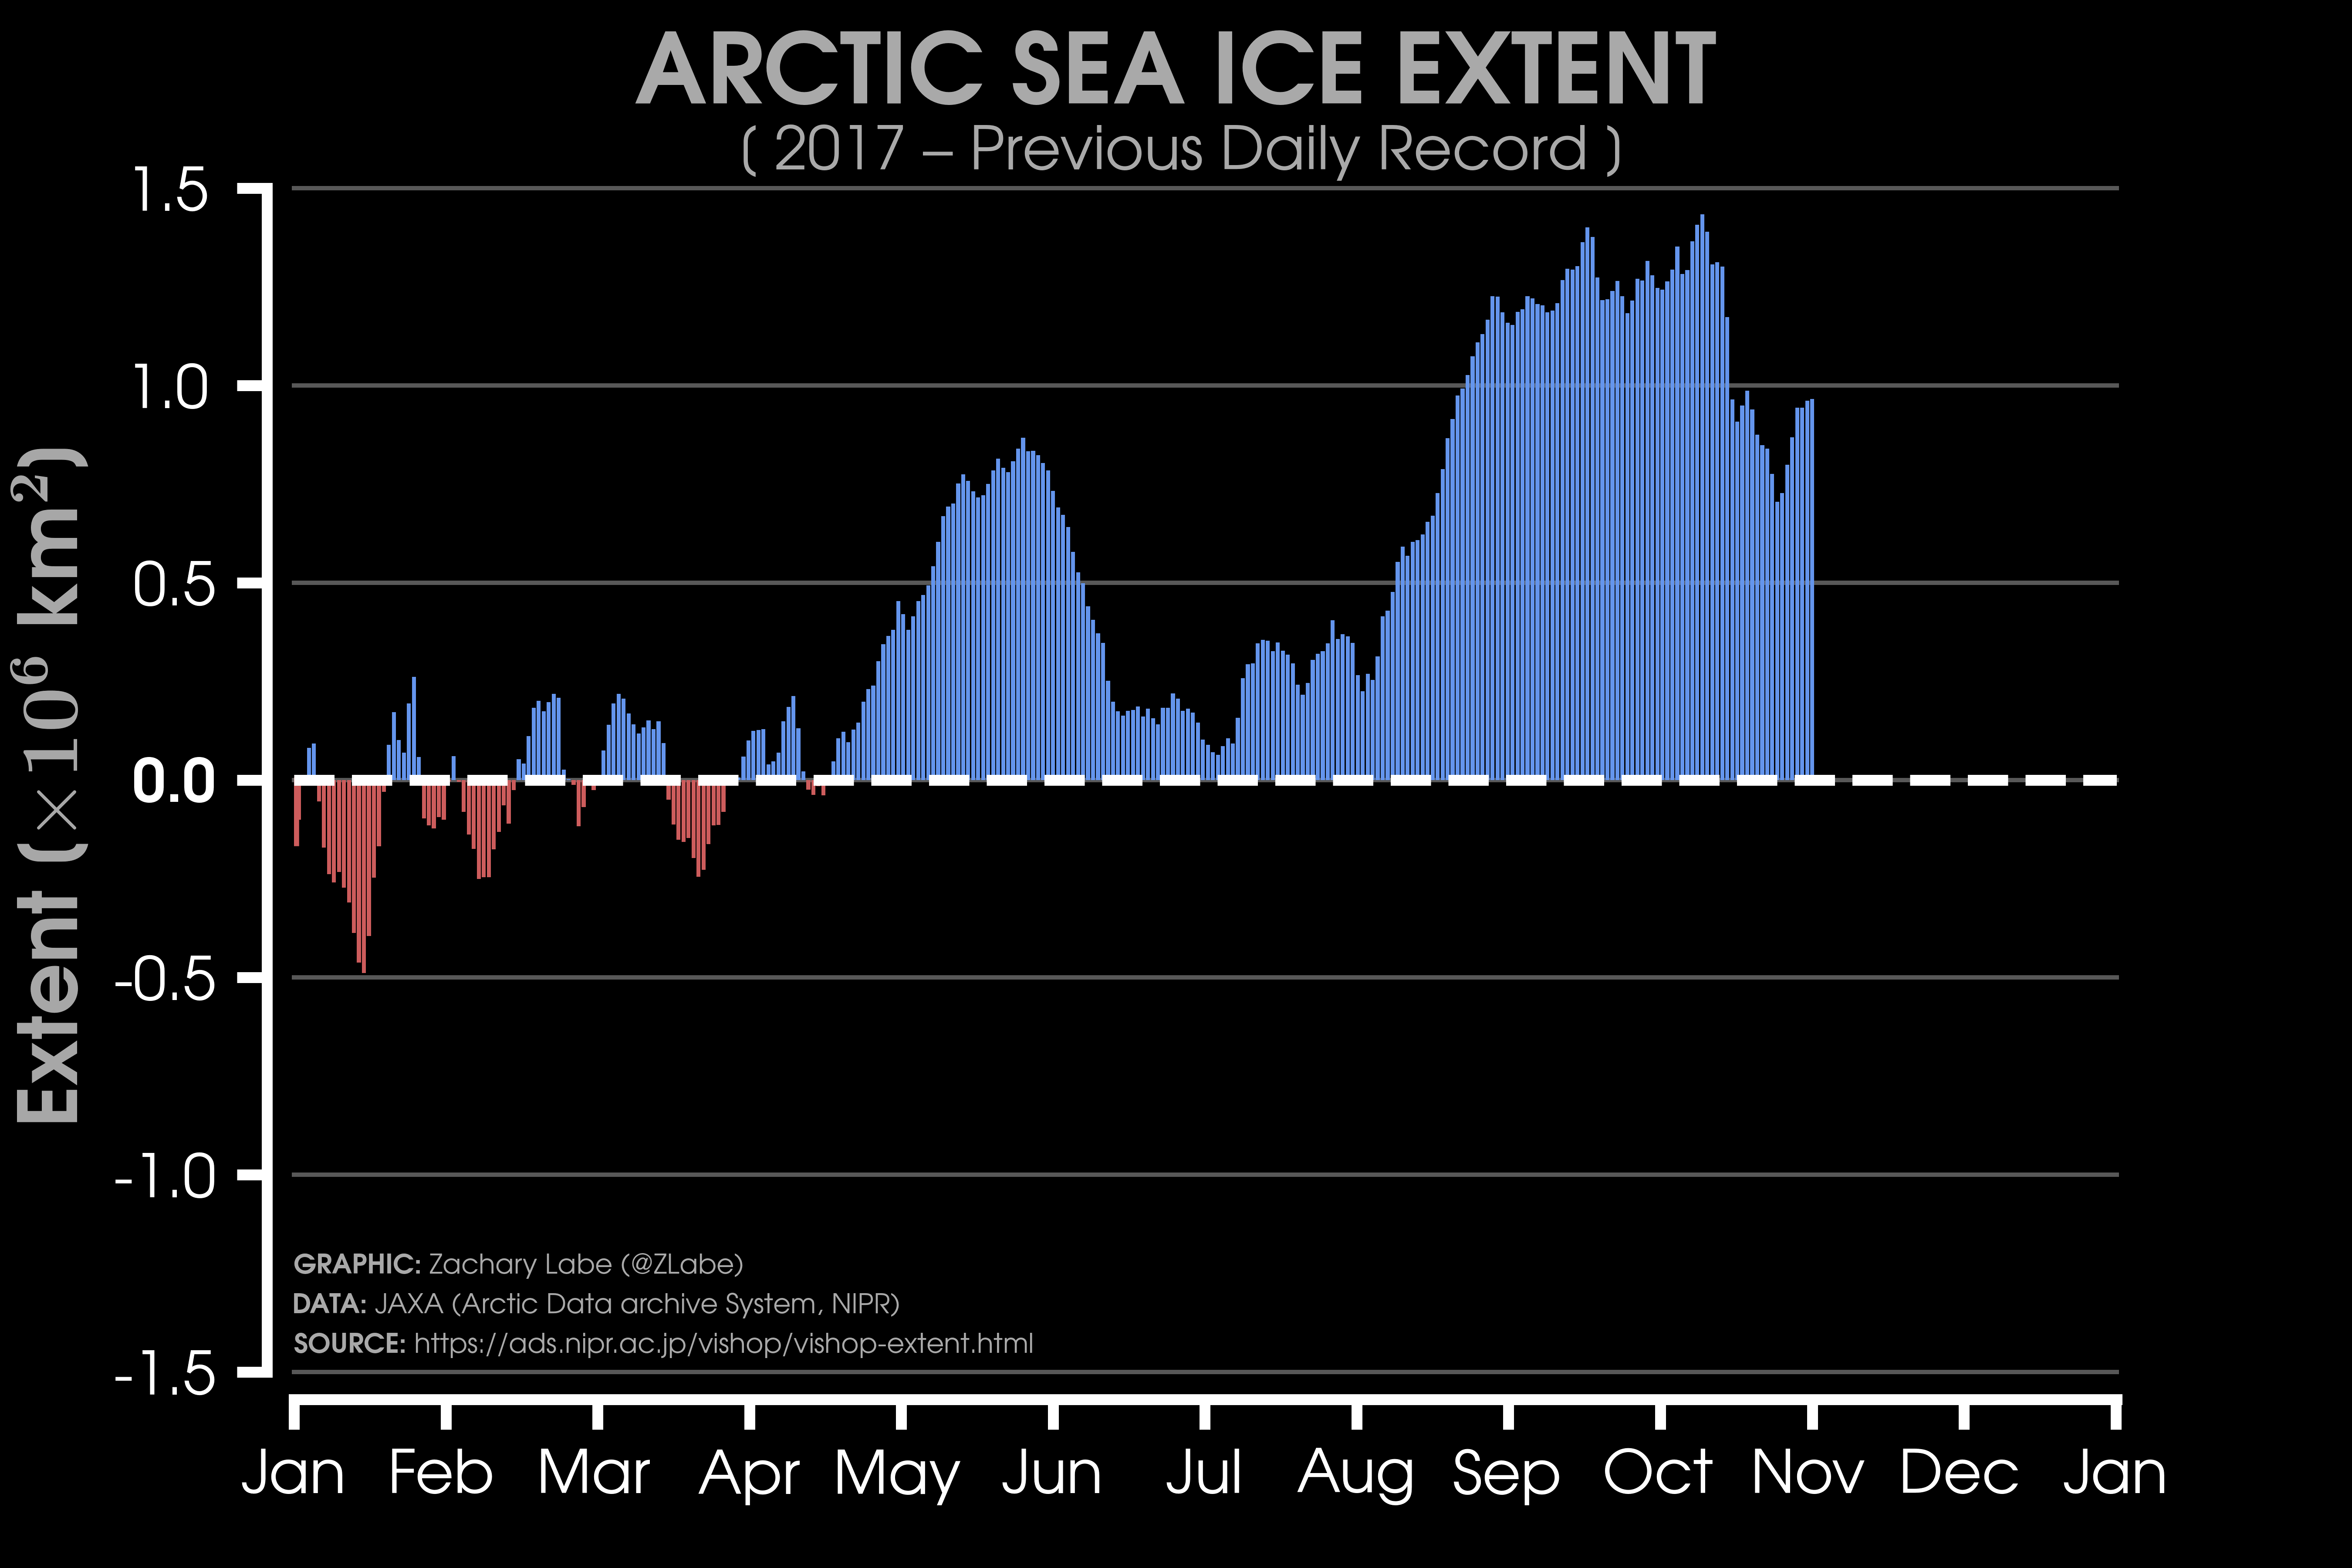 ARCTIC SEA ICE EXTENT
( 2017 – Previous Daily Record )
Extent (×10⁶ km²)
1.5
1.0
0.5
0.0
-0.5
-1.0
-1.5
GRAPHIC: Zachary Labe (@ZLabe)
DATA: JAXA (Arctic Data archive System, NIPR)
SOURCE: https://ads.nipr.ac.jp/vishop/vishop-extent.html
Jan Feb Mar Apr May Jun Jul Aug Sep Oct Nov Dec Jan